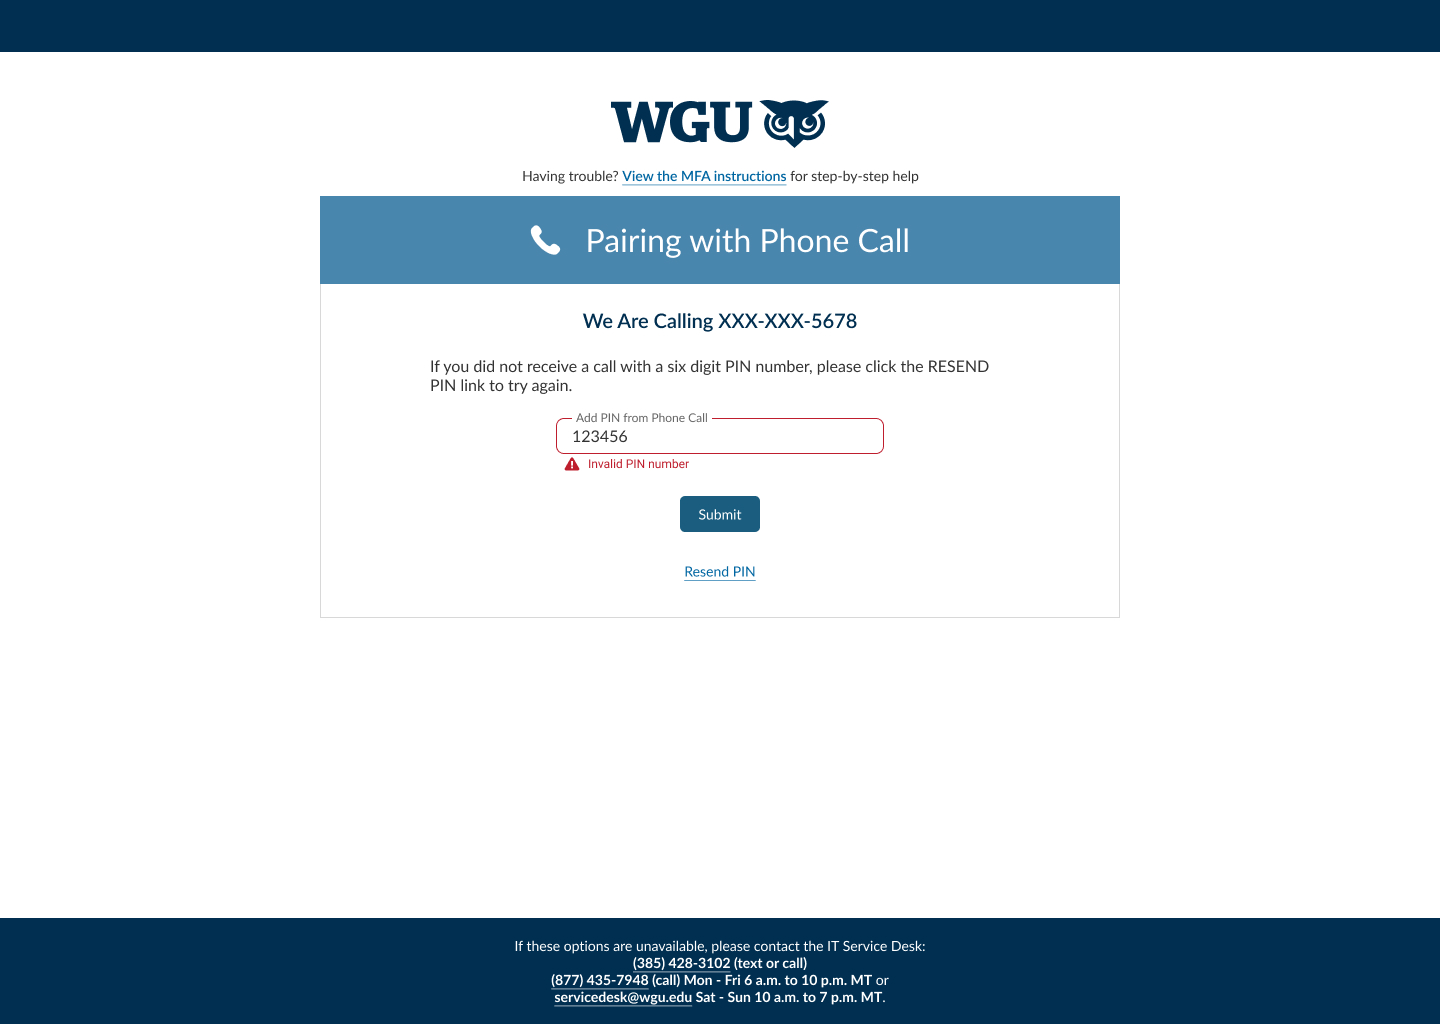 WGU
Having trouble? View the MFA instructions for step-by-step help
Pairing with Phone Call
We Are Calling XXX-XXX-5678
If you did not receive a call with a six digit PIN number, please click the RESEND
PIN link to try again.
Add PIN from Phone Call
123456
Invalid PIN number
Submit
Resend PIN
If these options are unavailable, please contact the IT Service Desk:
(385) 428-3102 (text or call)
(877) 435-7948 (call) Mon - Fri 6 a.m. to 10 p.m. MT or
servicedesk@wgu.edu Sat - Sun 10 a.m. to 7 p.m. MT.